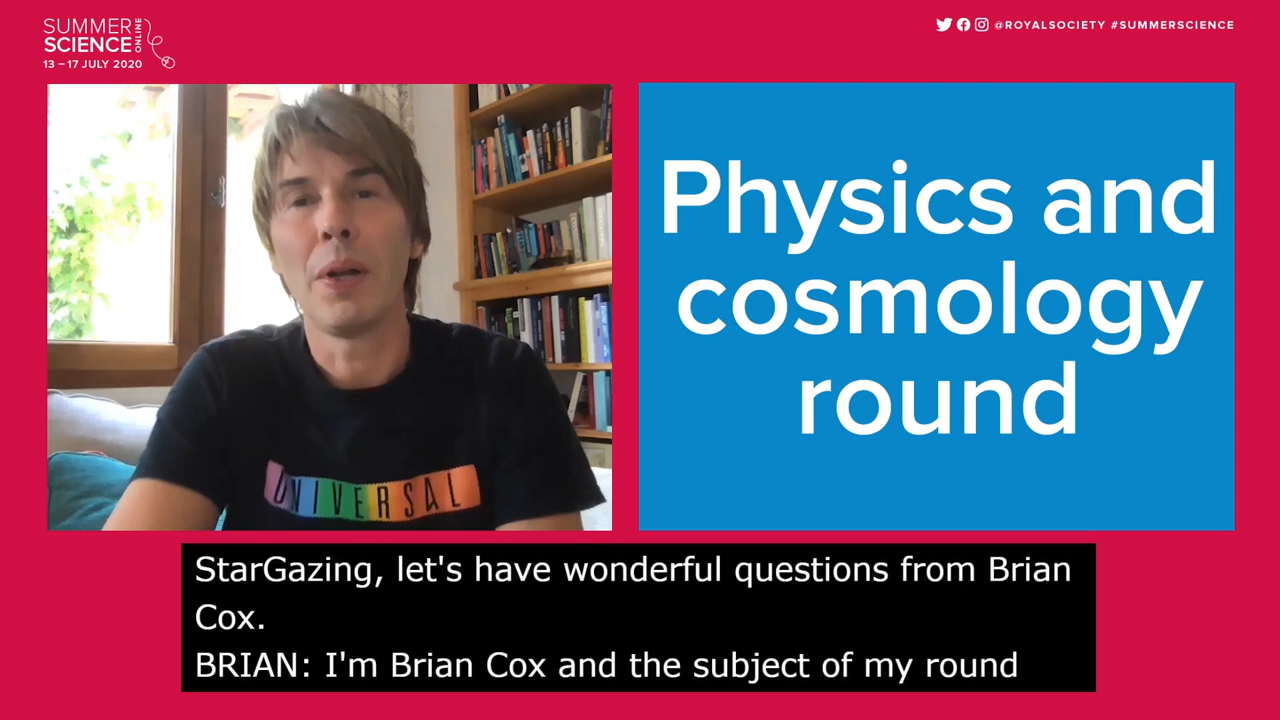 SUMMER
SCIENCE
ONLINE
13 – 17 JULY 2020
@ROYALSOCIETY #SUMMERSCIENCE
Physics and
cosmology
round
UNIVERSAL
StarGazing, let's have wonderful questions from Brian
Cox.
BRIAN: I'm Brian Cox and the subject of my round